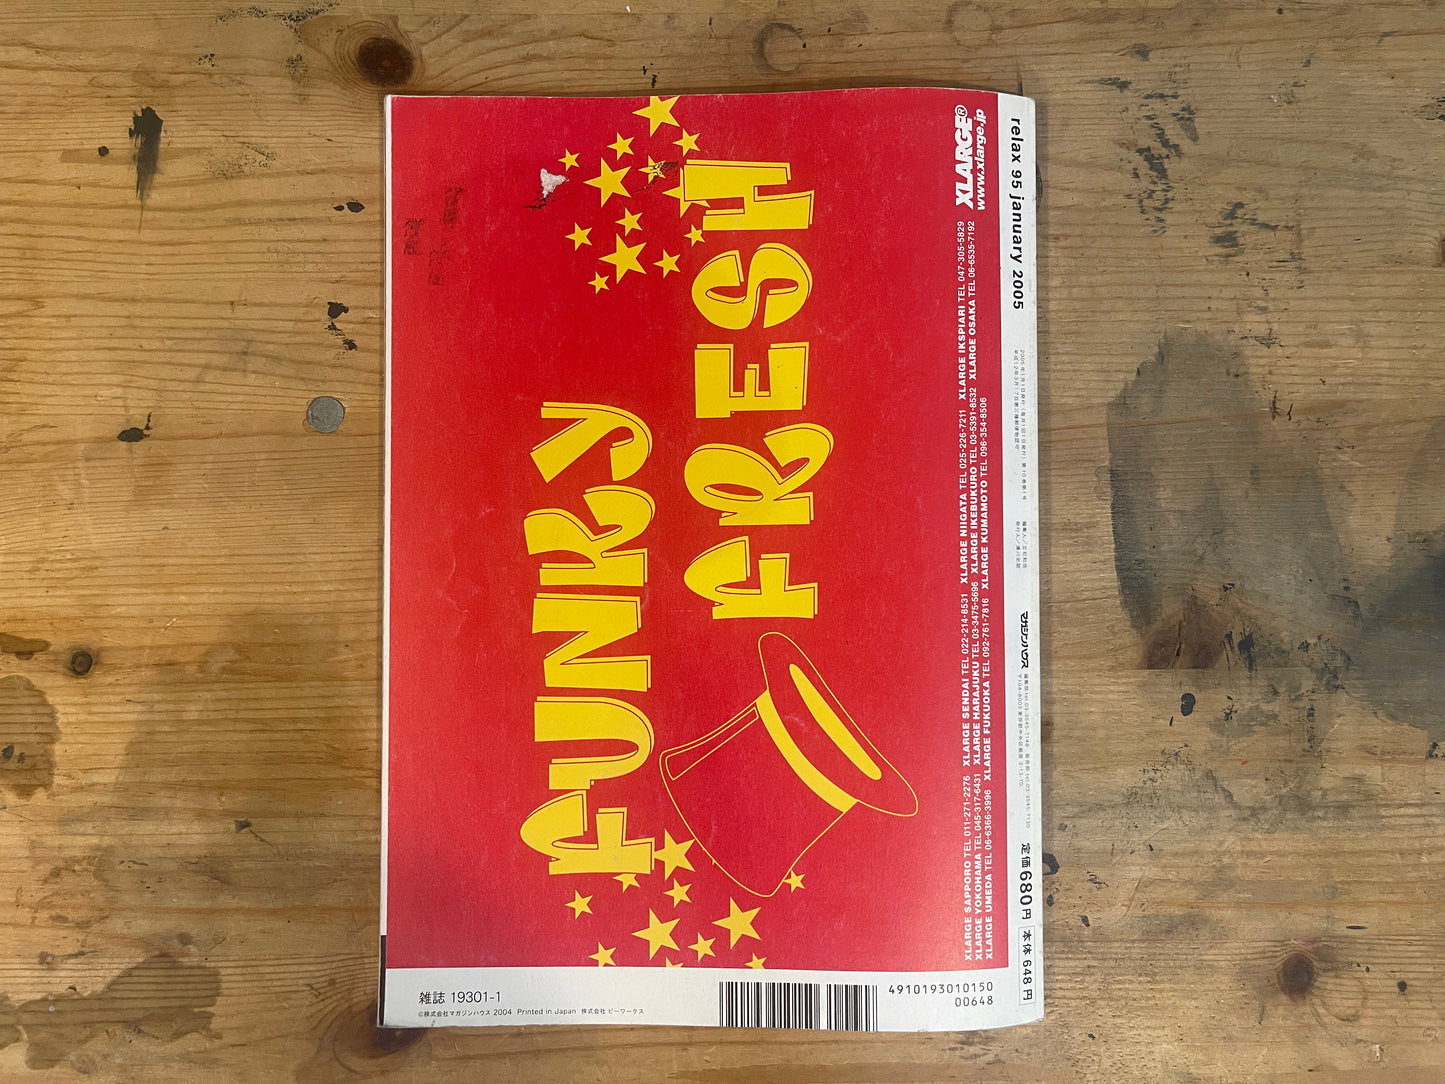 FUNKY
FRESH
XLARGE®
www.xlarge.jp
XLARGE SAPPORO TEL 011-271-2276 XLARGE SENDAI TEL 022-214-8531 XLARGE NIIGATA TEL 025-226-7211 XLARGE IKSPIARI TEL 047-305-5829
XLARGE YOKOHAMA TEL 045-317-6431 XLARGE HARAJUKU TEL 03-3475-5696 XLARGE IKEBUKURO TEL 03-5391-8532 XLARGE OSAKA TEL 06-6535-7192
XLARGE UMEDA TEL 06-6366-3996 XLARGE FUKUOKA TEL 092-761-7816 XLARGE KUMAMOTO TEL 096-354-8506
relax 95 january 2005
マガジンハウス
定価680円
本体 648円
雑誌 19301-1
©株式会社マガジンハウス 2004 Printed in Japan 株式会社 ビーワークス
4910193010150
00648